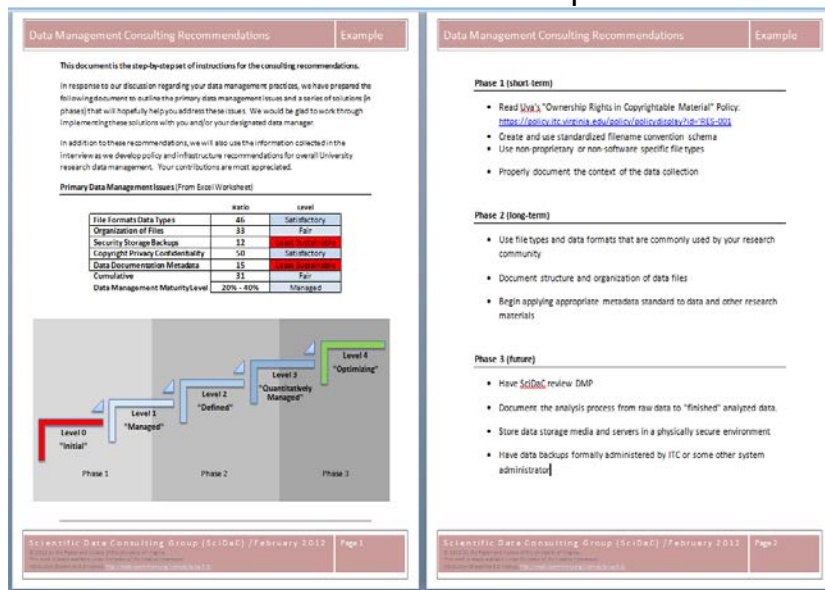 Data Management Consulting Recommendations Example
This document is the step-by-step set of instructions for the consulting recommendations.
In response to our discussion regarding your data management practices, we have prepared the
following document to outline the primary data management issues and a series of solutions (in
phases) that will hopefully help you address these issues. We would be glad to work through
implementing these solutions with you and/or your designated data manager.
In addition to these recommendations, we will also use the information collected in the
interview as we develop policy and infrastructure recommendations for overall University
research data management. Your contributions are most appreciated.
Primary Data Management Issues (From Excel Worksheet)
Ratio Level
File Formats Data Types 46 Satisfactory
Organization of Files 33 Fair
Security Storage Backups 12
Copyright Privacy Confidentiality 50 Satisfactory
Data Documentation Metadata 15
Cumulative 31 Fair
Data Management Maturity Level 20% - 40% Managed
Level 0
"Initial"
Level 1
"Managed"
Level 2
"Defined"
Level 3
"Quantitatively
Managed"
Level 4
"Optimizing"
Phase 1 Phase 2 Phase 3
Scientific Data Consulting Group (SciDaC) /February 2012 Page 1
Data Management Consulting Recommendations Example
Phase 1 (short-term)
• Read Uva's "Ownership Rights in Copyrightable Material" Policy:
https://policy.itc.virginia.edu/policy/policydisplay?id='RES-001
• Create and use standardized filename convention schema
• Use non-proprietary or non-software specific file types
• Properly document the context of the data collection
Phase 2 (long-term)
• Use file types and data formats that are commonly used by your research
community
• Document structure and organization of data files
• Begin applying appropriate metadata standard to data and other research
materials
Phase 3 (future)
• Have SciDaC review DMP
• Document the analysis process from raw data to "finished" analyzed data.
• Store data storage media and servers in a physically secure environment
• Have data backups formally administered by ITC or some other system
administrator
Scientific Data Consulting Group (SciDaC) /February 2012 Page 2